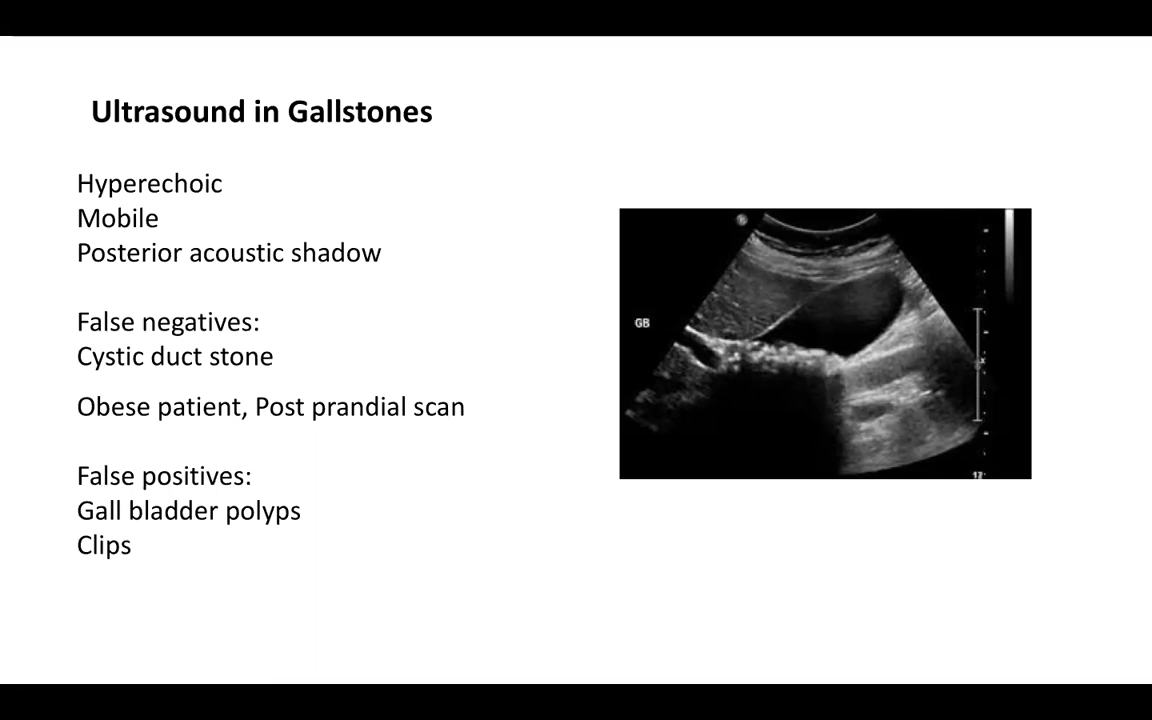 Ultrasound in Gallstones
Hyperechoic
Mobile
Posterior acoustic shadow
False negatives:
Cystic duct stone
Obese patient, Post prandial scan
False positives:
Gall bladder polyps
Clips
GB